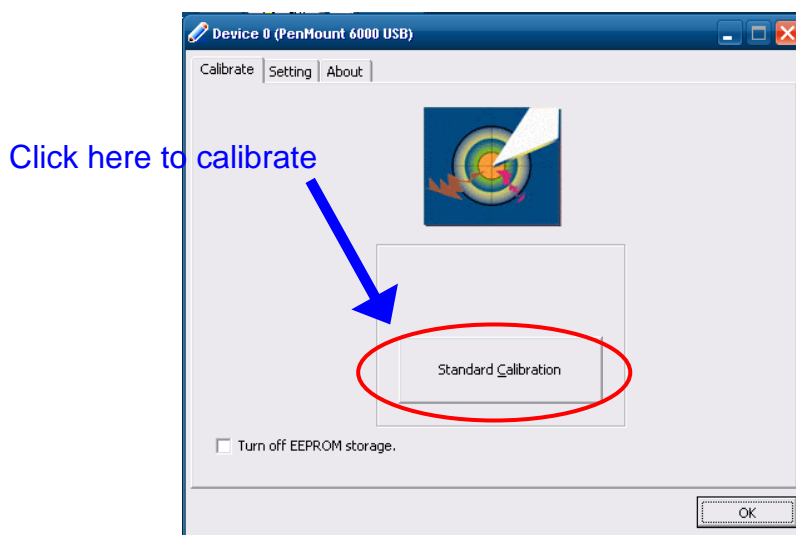 Device 0 (PenMount 6000 USB)
Calibrate Setting About
Click here to calibrate
Standard Calibration
Turn off EEPROM storage.
OK